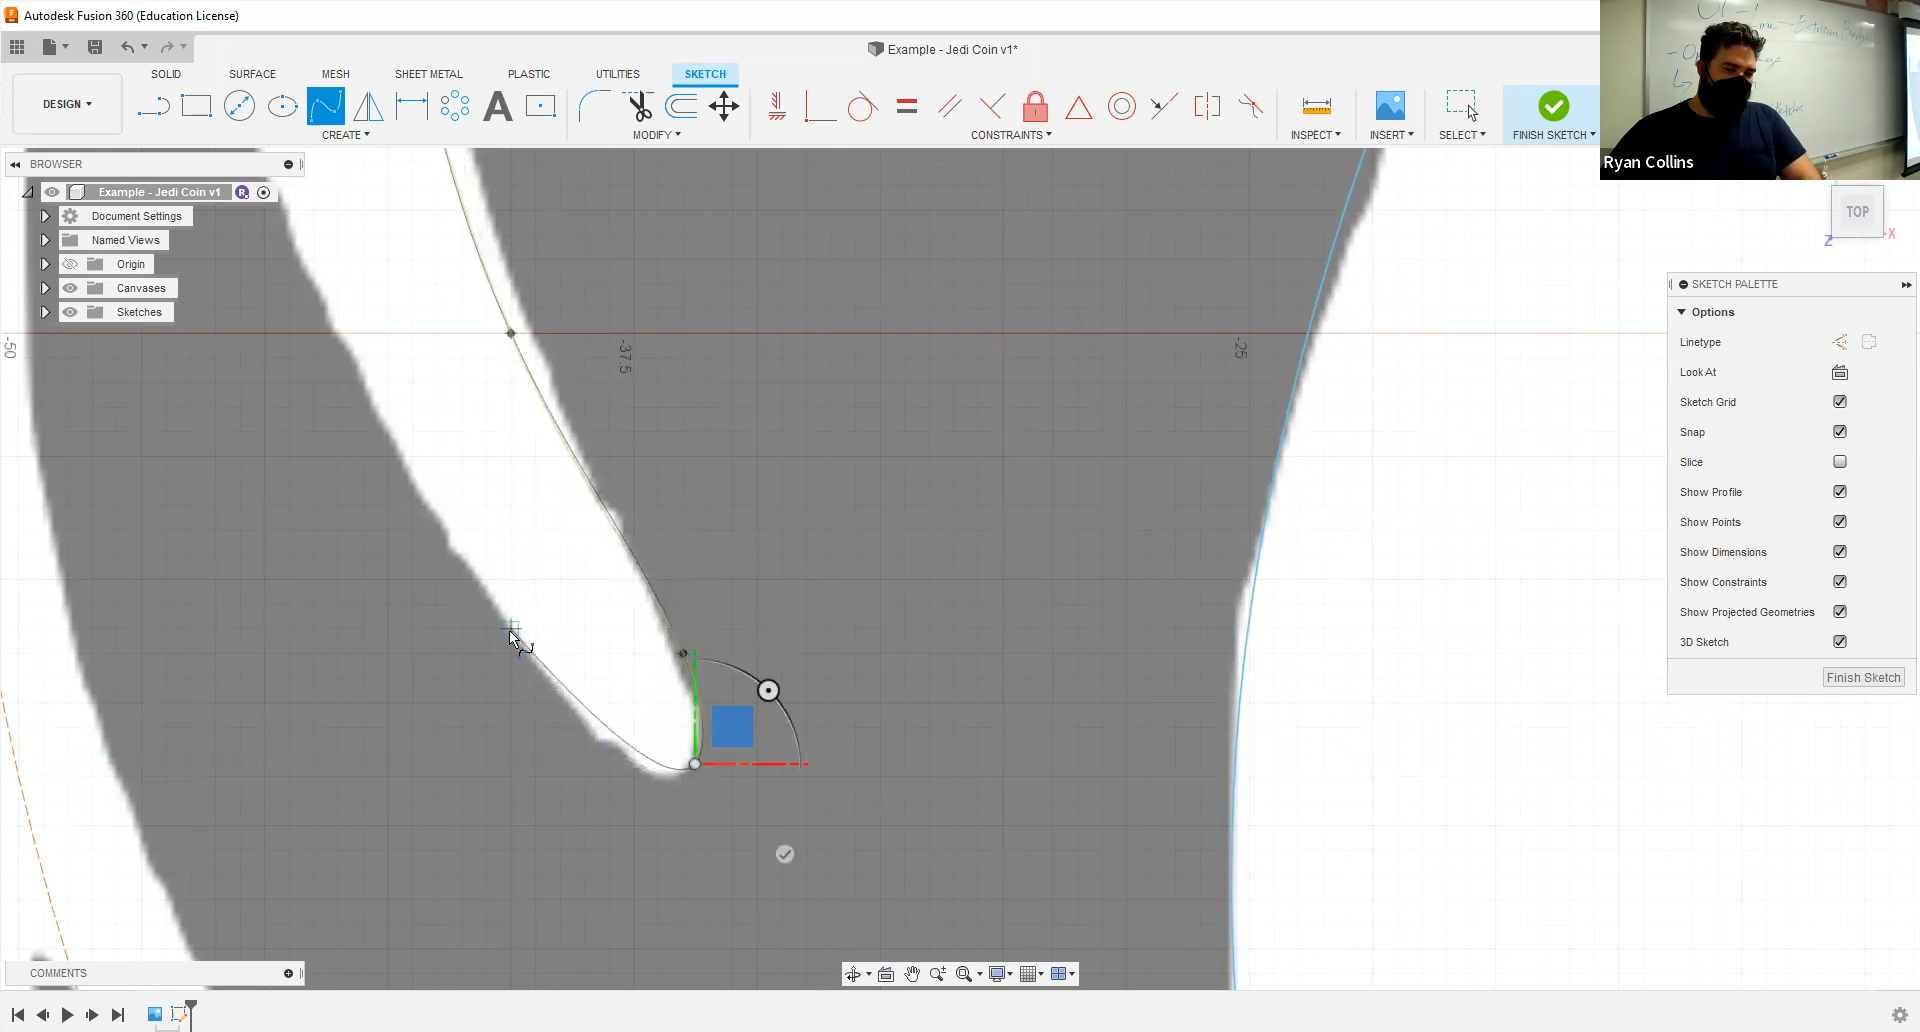 Autodesk Fusion 360 (Education License)
Example - Jedi Coin v1*
SOLID SURFACE MESH SHEET METAL PLASTIC UTILITIES SKETCH
DESIGN
CREATE MODIFY CONSTRAINTS INSPECT INSERT SELECT FINISH SKETCH
Ryan Collins
BROWSER
Example - Jedi Coin v1
Document Settings
Named Views
Origin
Canvases
Sketches
-50
-37.5
-25
TOP
Z
-X
SKETCH PALETTE
Options
Linetype
Look At
Sketch Grid
Snap
Slice
Show Profile
Show Points
Show Dimensions
Show Constraints
Show Projected Geometries
3D Sketch
Finish Sketch
COMMENTS